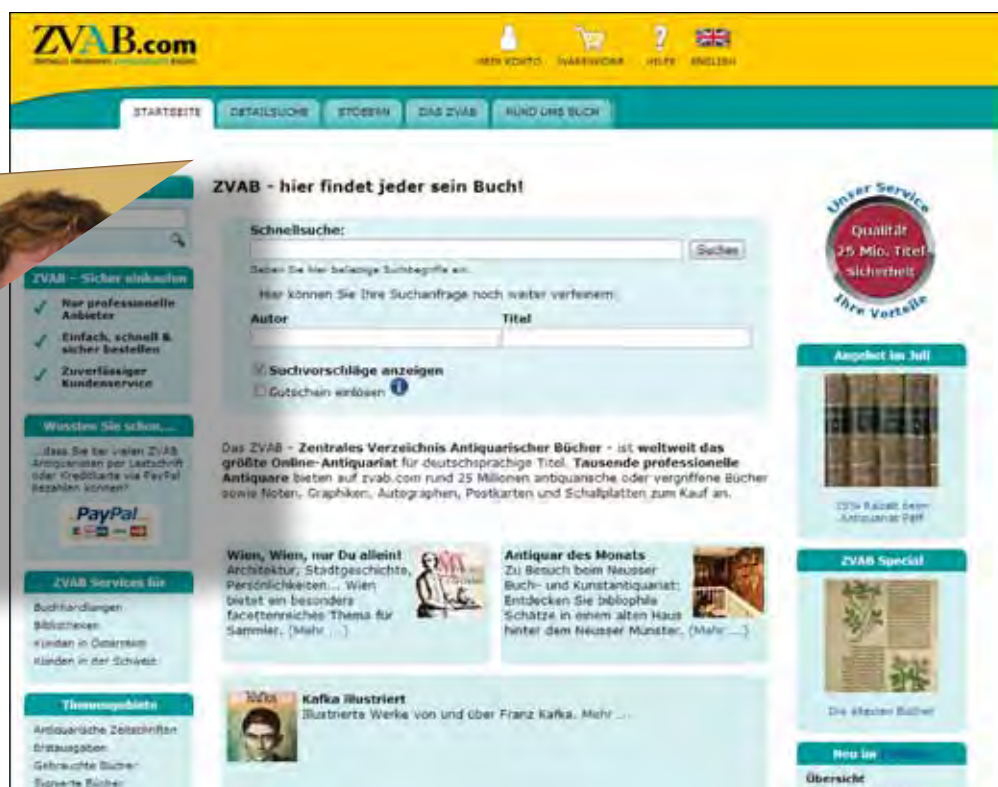 ZVAB.com
MEIN KONTO WARENKORB HILFE ENGLISH
STARTSEITE DETAILSUCHE STÖBERN DAS ZVAB RUND UMS BUCH
ZVAB - hier findet jeder sein Buch!
Schnellsuche:
Suchen
Geben Sie hier beliebige Suchbegriffe ein.
Hier können Sie Ihre Suchanfrage noch weiter verfeinern:
Autor Titel
Suchvorschläge anzeigen
Gutschein einlösen
ZVAB - Sicher einkaufen
Nur professionelle
Anbieter
Einfach, schnell &
sicher bestellen
Zuverlässiger
Kundenservice
Wussten Sie schon,...
...dass Sie bei vielen ZVAB
Antiquariaten per Lastschrift
oder Kreditkarte via PayPal
bezahlen können?
PayPal
ZVAB Services für
Buchhandlungen
Bibliotheken
Kunden in Österreich
Kunden in der Schweiz
Themengebiete
Antiquarische Zeitschriften
Erstausgaben
Gebrauchte Bücher
Signierte Bücher
Das ZVAB - Zentrales Verzeichnis Antiquarischer Bücher - ist weltweit das
größte Online-Antiquariat für deutschsprachige Titel. Tausende professionelle
Antiquare bieten auf zvab.com rund 25 Millionen antiquarische oder vergriffene Bücher
sowie Noten, Graphiken, Autographen, Postkarten und Schallplatten zum Kauf an.
Wien, Wien, nur Du allein!
Architektur, Stadtgeschichte,
Persönlichkeiten... Wien
bietet ein besonders
facettenreiches Thema für
Sammler. (Mehr ...)
Antiquar des Monats
Zu Besuch beim Neusser
Buch- und Kunstantiquariat:
Entdecken Sie bibliophile
Schätze in einem alten Haus
hinter dem Neusser Münster. (Mehr ...)
Kafka
Kafka illustriert
Illustrierte Werke von und über Franz Kafka. Mehr ...
Unser Service
Qualität
25 Mio. Titel
Sicherheit
Ihre Vorteile
Angebot im Juli
Rabatt beim
Antiquariat
ZVAB Special
Die ältesten Bücher
Neu im
Übersicht